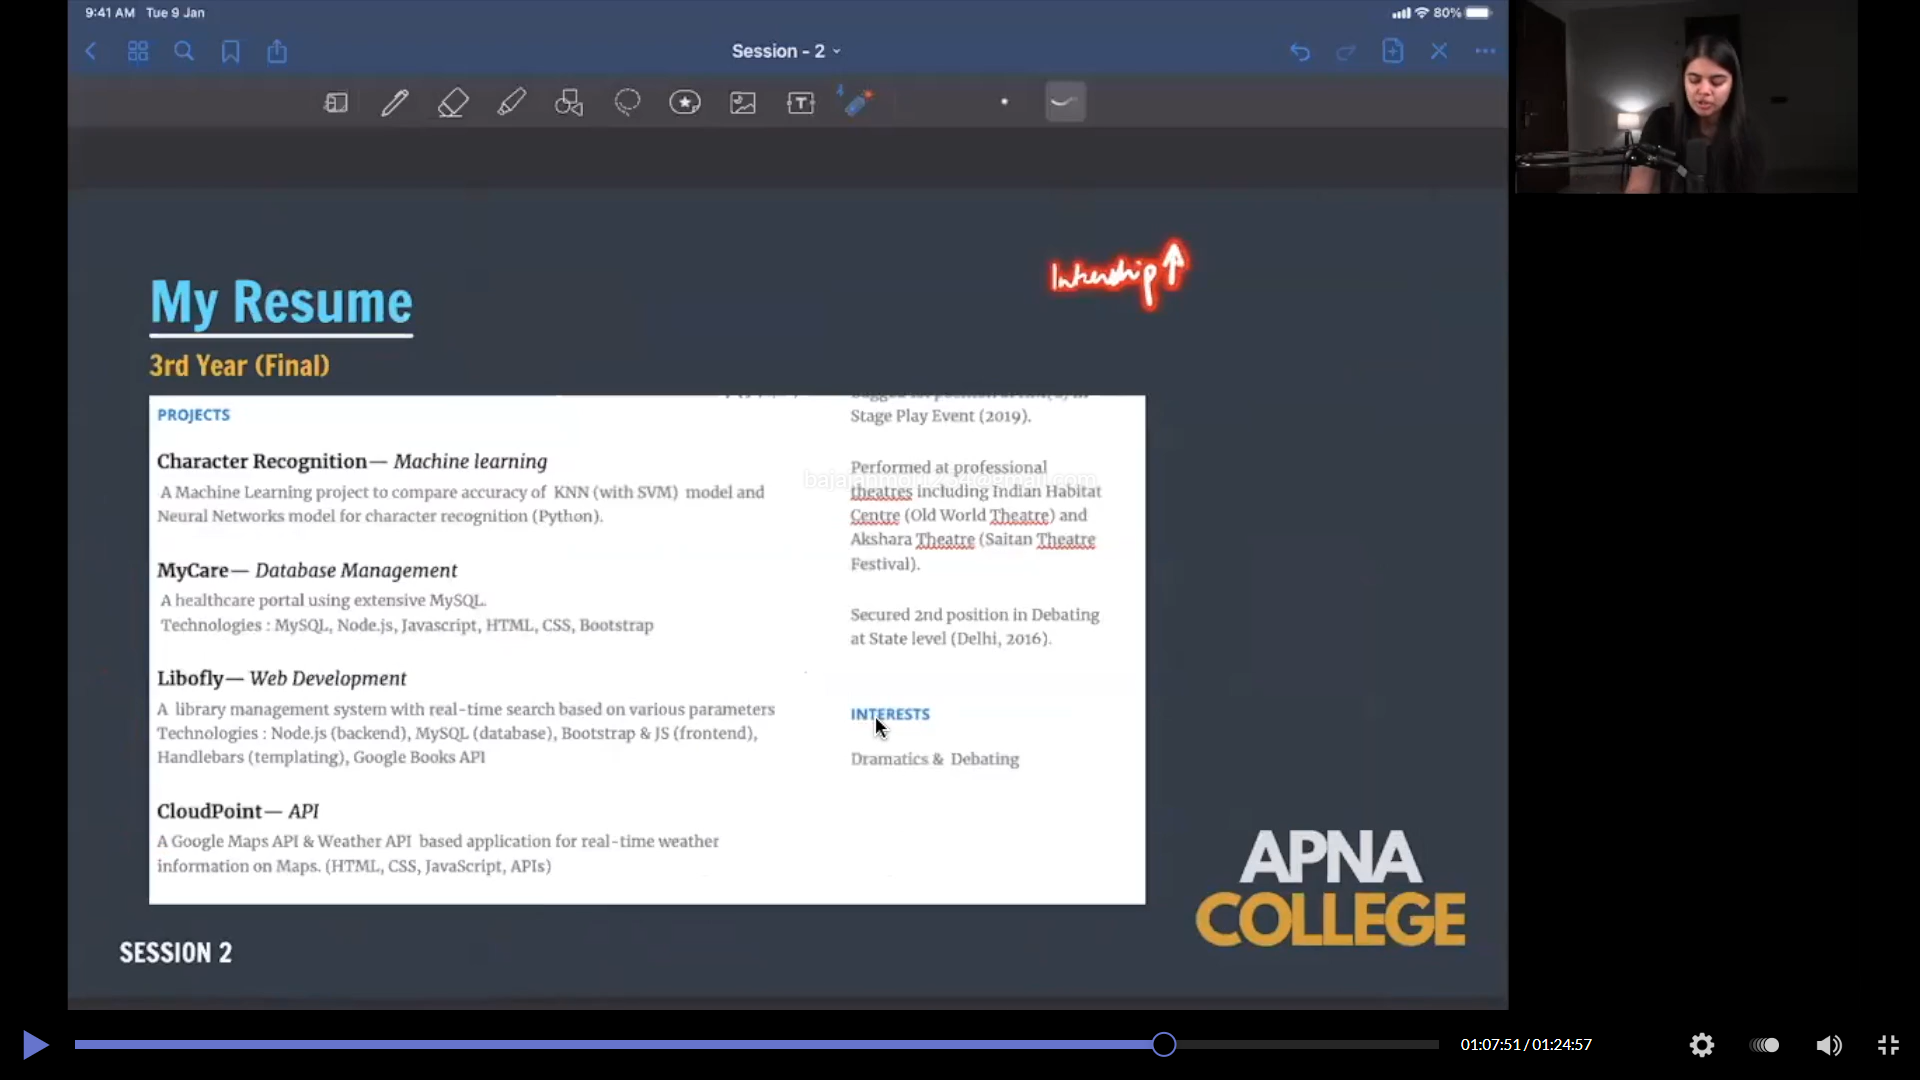 9:41 AM Tue 9 Jan
80%
Session - 2
Internship
My Resume
3rd Year (Final)
PROJECTS
Character Recognition— Machine learning
A Machine Learning project to compare accuracy of KNN (with SVM) model and
Neural Networks model for character recognition (Python).
MyCare— Database Management
A healthcare portal using extensive MySQL.
Technologies : MySQL, Node.js, Javascript, HTML, CSS, Bootstrap
Libofly— Web Development
A library management system with real-time search based on various parameters
Technologies : Node.js (backend), MySQL (database), Bootstrap & JS (frontend),
Handlebars (templating), Google Books API
CloudPoint— API
A Google Maps API & Weather API based application for real-time weather
information on Maps. (HTML, CSS, JavaScript, APIs)
Stage Play Event (2019).
Performed at professional
theatres including Indian Habitat
Centre (Old World Theatre) and
Akshara Theatre (Saitan Theatre
Festival).
Secured 2nd position in Debating
at State level (Delhi, 2016).
INTERESTS
Dramatics & Debating
APNA
COLLEGE
SESSION 2
01:07:51 / 01:24:57